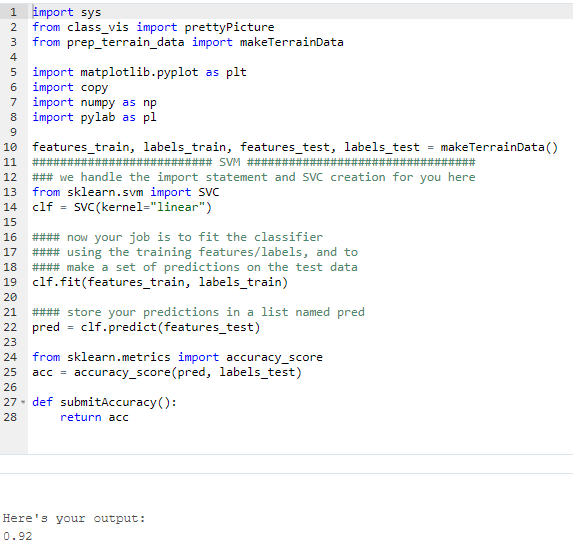 1 import sys
2 from class_vis import prettyPicture
3 from prep_terrain_data import makeTerrainData
4
5 import matplotlib.pyplot as plt
6 import copy
7 import numpy as np
8 import pylab as pl
9
10 features_train, labels_train, features_test, labels_test = makeTerrainData()
11 ########################## SVM #################################
12 ### we handle the import statement and SVC creation for you here
13 from sklearn.svm import SVC
14 clf = SVC(kernel="linear")
15
16 #### now your job is to fit the classifier
17 #### using the training features/labels, and to
18 #### make a set of predictions on the test data
19 clf.fit(features_train, labels_train)
20
21 #### store your predictions in a list named pred
22 pred = clf.predict(features_test)
23
24 from sklearn.metrics import accuracy_score
25 acc = accuracy_score(pred, labels_test)
26
27 def submitAccuracy():
28     return acc
Here's your output:
0.92